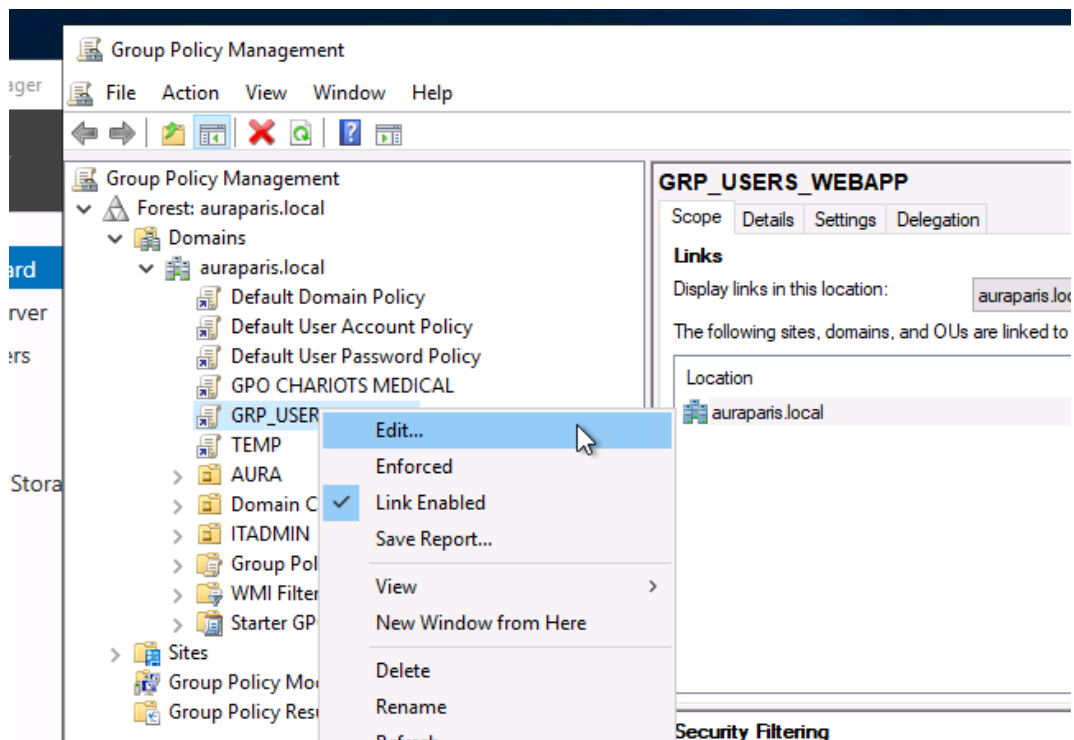 Group Policy Management
ager
File Action View Window Help
Group Policy Management
Forest: auraparis.local
Domains
auraparis.local
Default Domain Policy
Default User Account Policy
Default User Password Policy
GPO CHARIOTS MEDICAL
GRP_USER
TEMP
AURA
Domain C
ITADMIN
Group Pol
WMI Filter
Starter GP
Sites
Group Policy Mo
Group Policy Res
ard
rver
ers
Stora
Edit...
Enforced
Link Enabled
Save Report...
View
New Window from Here
Delete
Rename
Refresh
GRP_USERS_WEBAPP
Scope Details Settings Delegation
Links
Display links in this location:
auraparis.loc
The following sites, domains, and OUs are linked to
Location
auraparis.local
Security Filtering